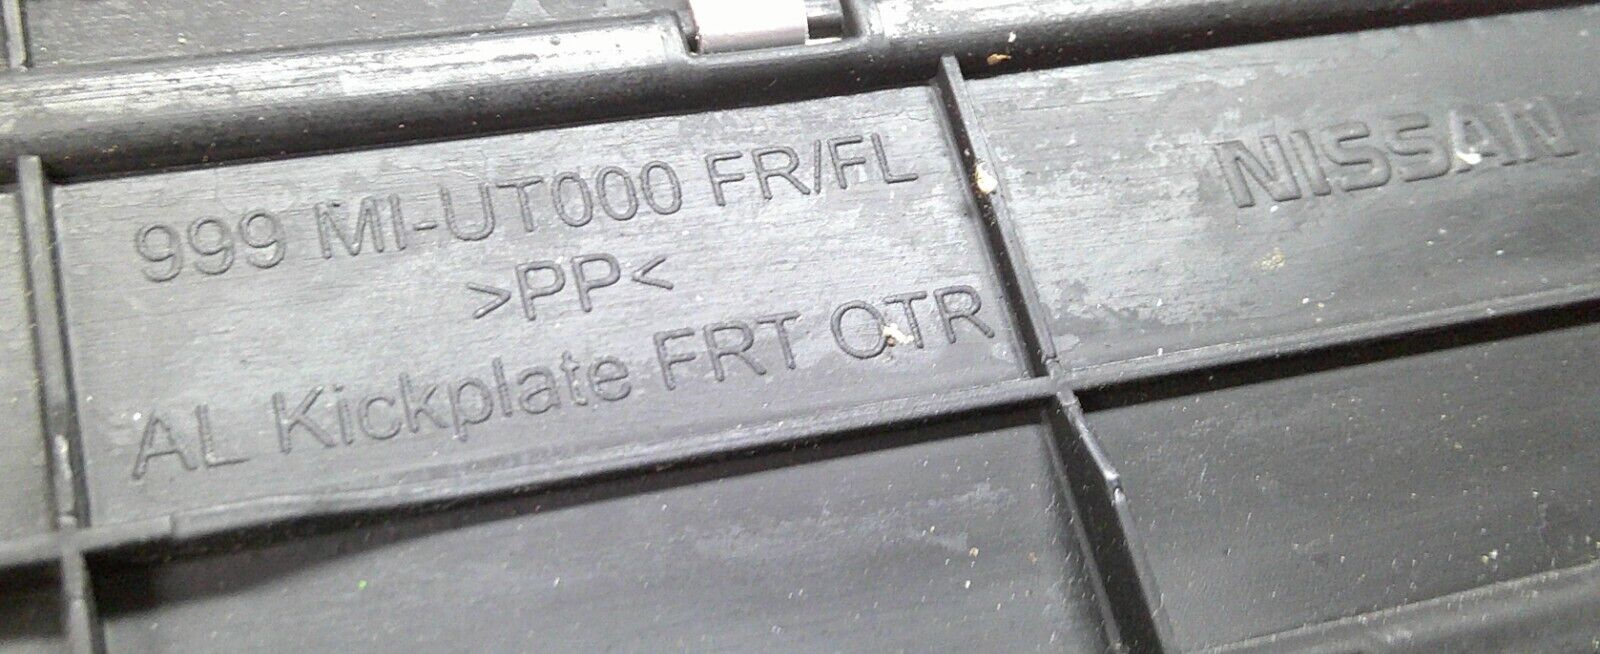 999 MI-UT000 FR/FL
>PP<
AL Kickplate FRT OTR
NISSAN